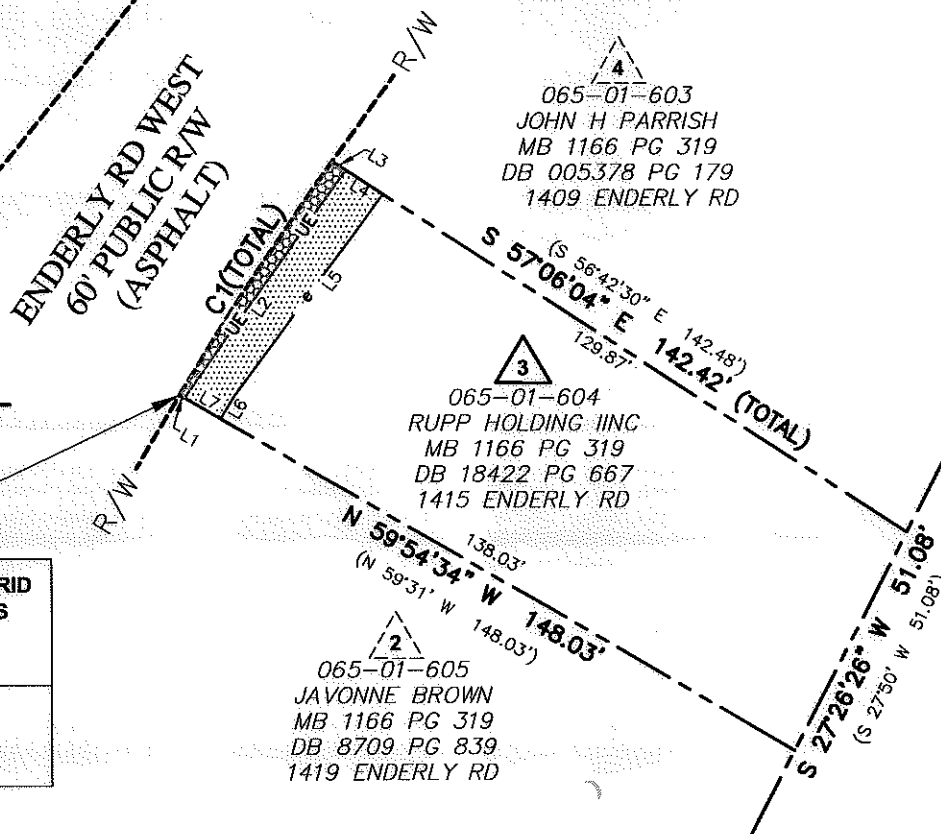 ENDERLY RD WEST
60' PUBLIC R/W
(ASPHALT)
R/W
4
065-01-603
JOHN H PARRISH
MB 1166 PG 319
DB 005378 PG 179
1409 ENDERLY RD
L3
L4
C1(TOTAL)
UE
UE
L2
L5
e
L7
L6
L1
R/W
(S 56°42'30" E 142.48')
S 57°06'04" E 142.42' (TOTAL)
129.87'
3
065-01-604
RUPP HOLDING IINC
MB 1166 PG 319
DB 18422 PG 667
1415 ENDERLY RD
138.03'
N 59°54'34" W 148.03'
(N 59°31' W 148.03')
S 27°26'26" W 51.08'
(S 27°50' W 51.08')
RID
S
2
065-01-605
JAVONNE BROWN
MB 1166 PG 319
DB 8709 PG 839
1419 ENDERLY RD